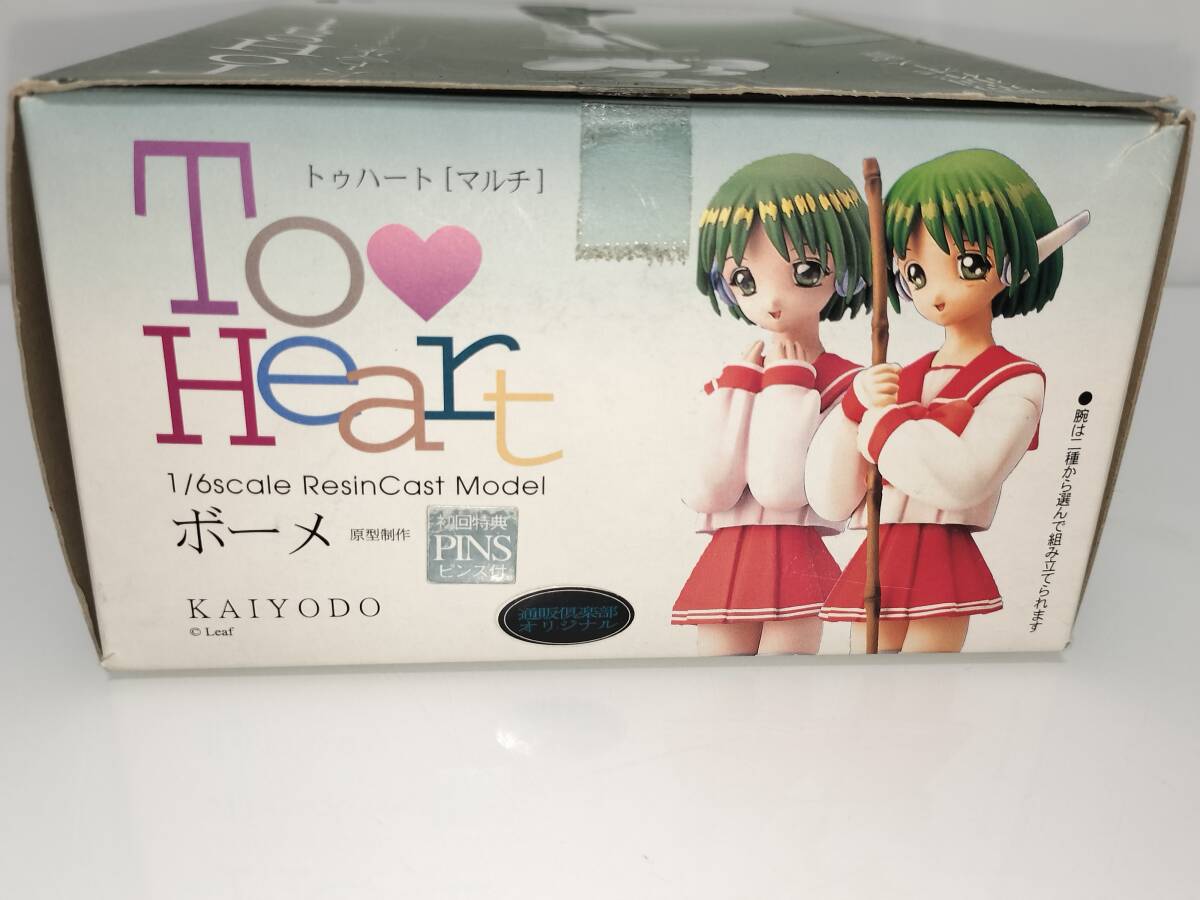 トゥハート[マルチ]
To
Heart
1/6scale ResinCast Model
ボーメ 原型制作
初回特典
PINS
ピンズ付
KAIYODO
© Leaf
通販倶楽部
オリジナル
●腕は二種から選んで組み立てられます